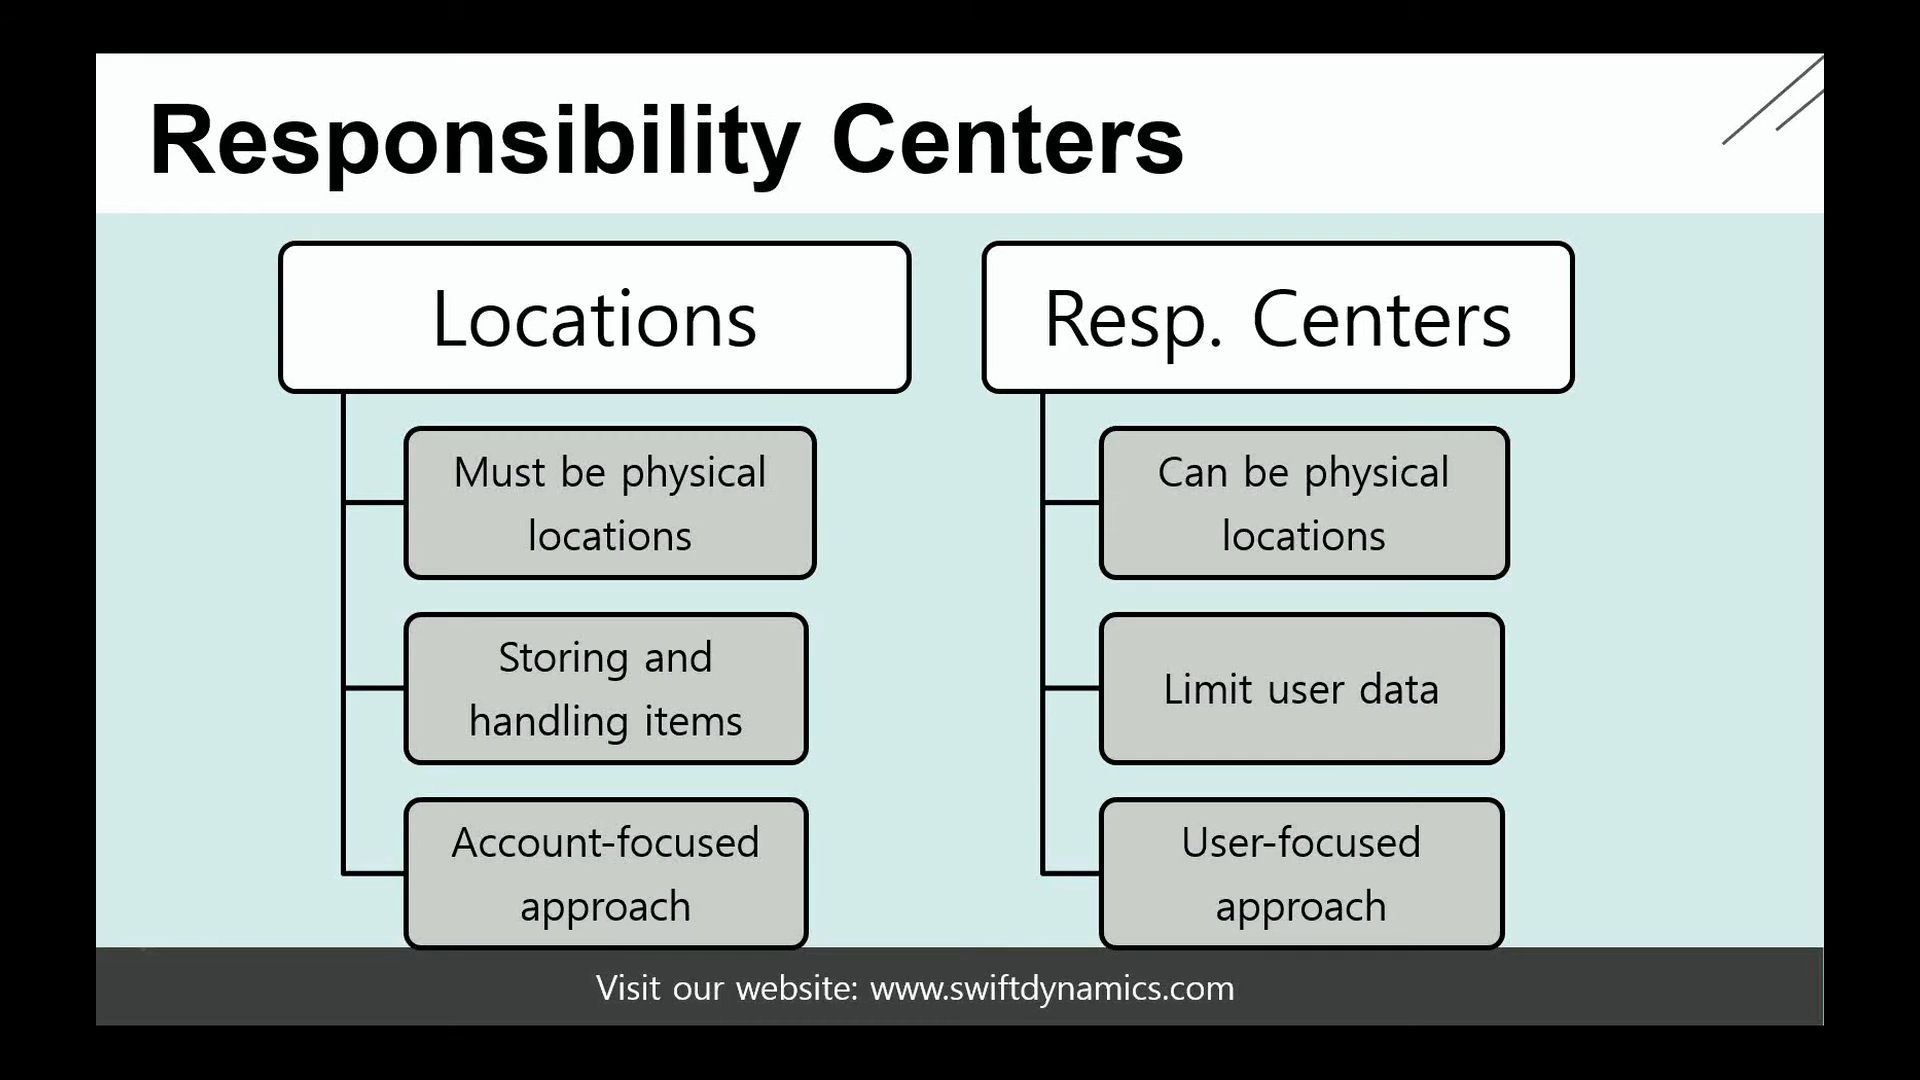 Responsibility Centers
Locations
Must be physical
locations
Storing and
handling items
Account-focused
approach
Resp. Centers
Can be physical
locations
Limit user data
User-focused
approach
Visit our website: www.swiftdynamics.com